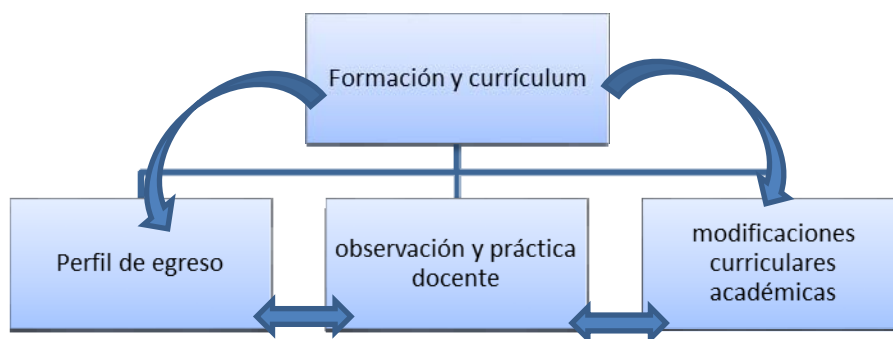 Formación y currículum
Perfil de egreso
observación y práctica
docente
modificaciones
curriculares
académicas